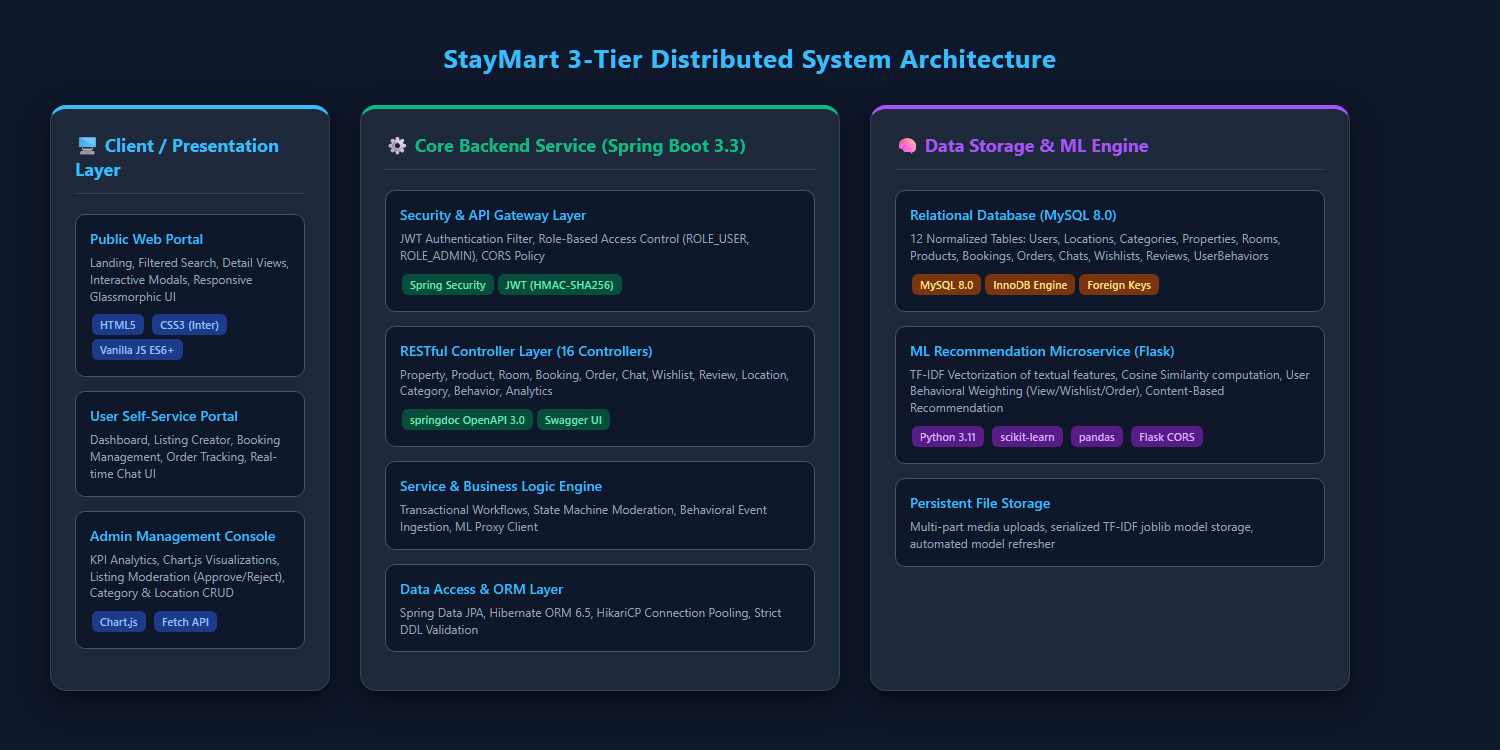 StayMart 3-Tier Distributed System Architecture
Client / Presentation
Layer
Public Web Portal
Landing, Filtered Search, Detail Views,
Interactive Modals, Responsive
Glassmorphic UI
HTML5
CSS3 (Inter)
Vanilla JS ES6+
User Self-Service Portal
Dashboard, Listing Creator, Booking
Management, Order Tracking, Real-
time Chat UI
Admin Management Console
KPI Analytics, Chart.js Visualizations,
Listing Moderation (Approve/Reject),
Category & Location CRUD
Chart.js
Fetch API
Core Backend Service (Spring Boot 3.3)
Security & API Gateway Layer
JWT Authentication Filter, Role-Based Access Control (ROLE_USER,
ROLE_ADMIN), CORS Policy
Spring Security
JWT (HMAC-SHA256)
RESTful Controller Layer (16 Controllers)
Property, Product, Room, Booking, Order, Chat, Wishlist, Review, Location,
Category, Behavior, Analytics
springdoc OpenAPI 3.0
Swagger UI
Service & Business Logic Engine
Transactional Workflows, State Machine Moderation, Behavioral Event
Ingestion, ML Proxy Client
Data Access & ORM Layer
Spring Data JPA, Hibernate ORM 6.5, HikariCP Connection Pooling, Strict
DDL Validation
Data Storage & ML Engine
Relational Database (MySQL 8.0)
12 Normalized Tables: Users, Locations, Categories, Properties, Rooms,
Products, Bookings, Orders, Chats, Wishlists, Reviews, UserBehaviors
MySQL 8.0
InnoDB Engine
Foreign Keys
ML Recommendation Microservice (Flask)
TF-IDF Vectorization of textual features, Cosine Similarity computation, User
Behavioral Weighting (View/Wishlist/Order), Content-Based
Recommendation
Python 3.11
scikit-learn
pandas
Flask CORS
Persistent File Storage
Multi-part media uploads, serialized TF-IDF joblib model storage,
automated model refresher